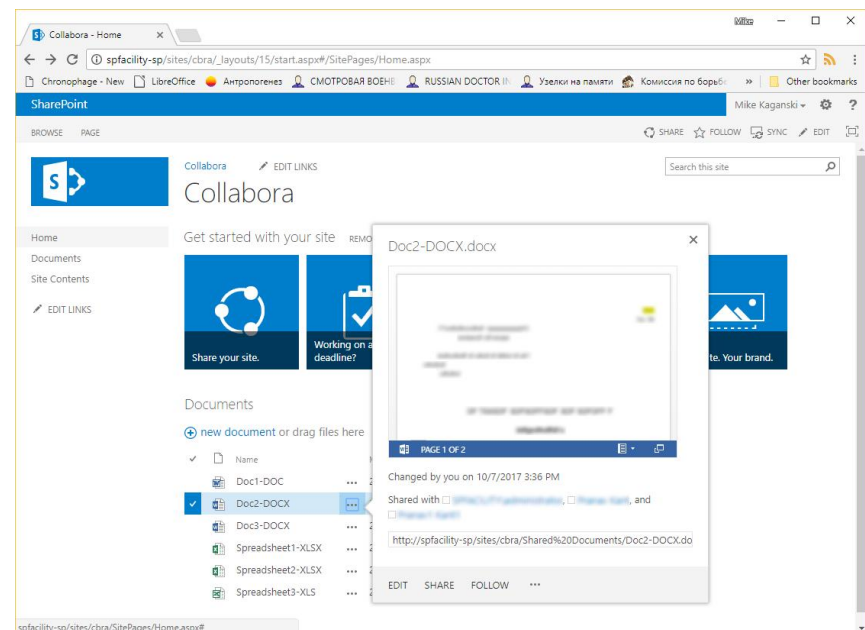 Collabora - Home
spfacility-sp/sites/cbra/_layouts/15/start.aspx#/SitePages/Home.aspx
Chronophage - New LibreOffice Антропогенез СМОТРОВАЯ ВОЕНН RUSSIAN DOCTOR IN Узелки на памяти Комиссия по борьбе » Other bookmarks
SharePoint
Mike Kaganski ?
BROWSE PAGE
SHARE FOLLOW SYNC EDIT
Collabora EDIT LINKS
Search this site
S
Collabora
Home
Documents
Site Contents
EDIT LINKS
Get started with your site REMO
Share your site.
Working on a
deadline?
te. Your brand.
Documents
new document or drag files here
Name
Doc1-DOC ...
Doc2-DOCX ...
Doc3-DOCX ...
Spreadsheet1-XLSX ...
Spreadsheet2-XLSX ...
Spreadsheet3-XLS ...
Doc2-DOCX.docx
PAGE 1 OF 2
Changed by you on 10/7/2017 3:36 PM
Shared with
and
http://spfacility-sp/sites/cbra/Shared%20Documents/Doc2-DOCX.do
EDIT SHARE FOLLOW ...
spfacility-sp/sites/cbra/SitePages/Home.aspx#